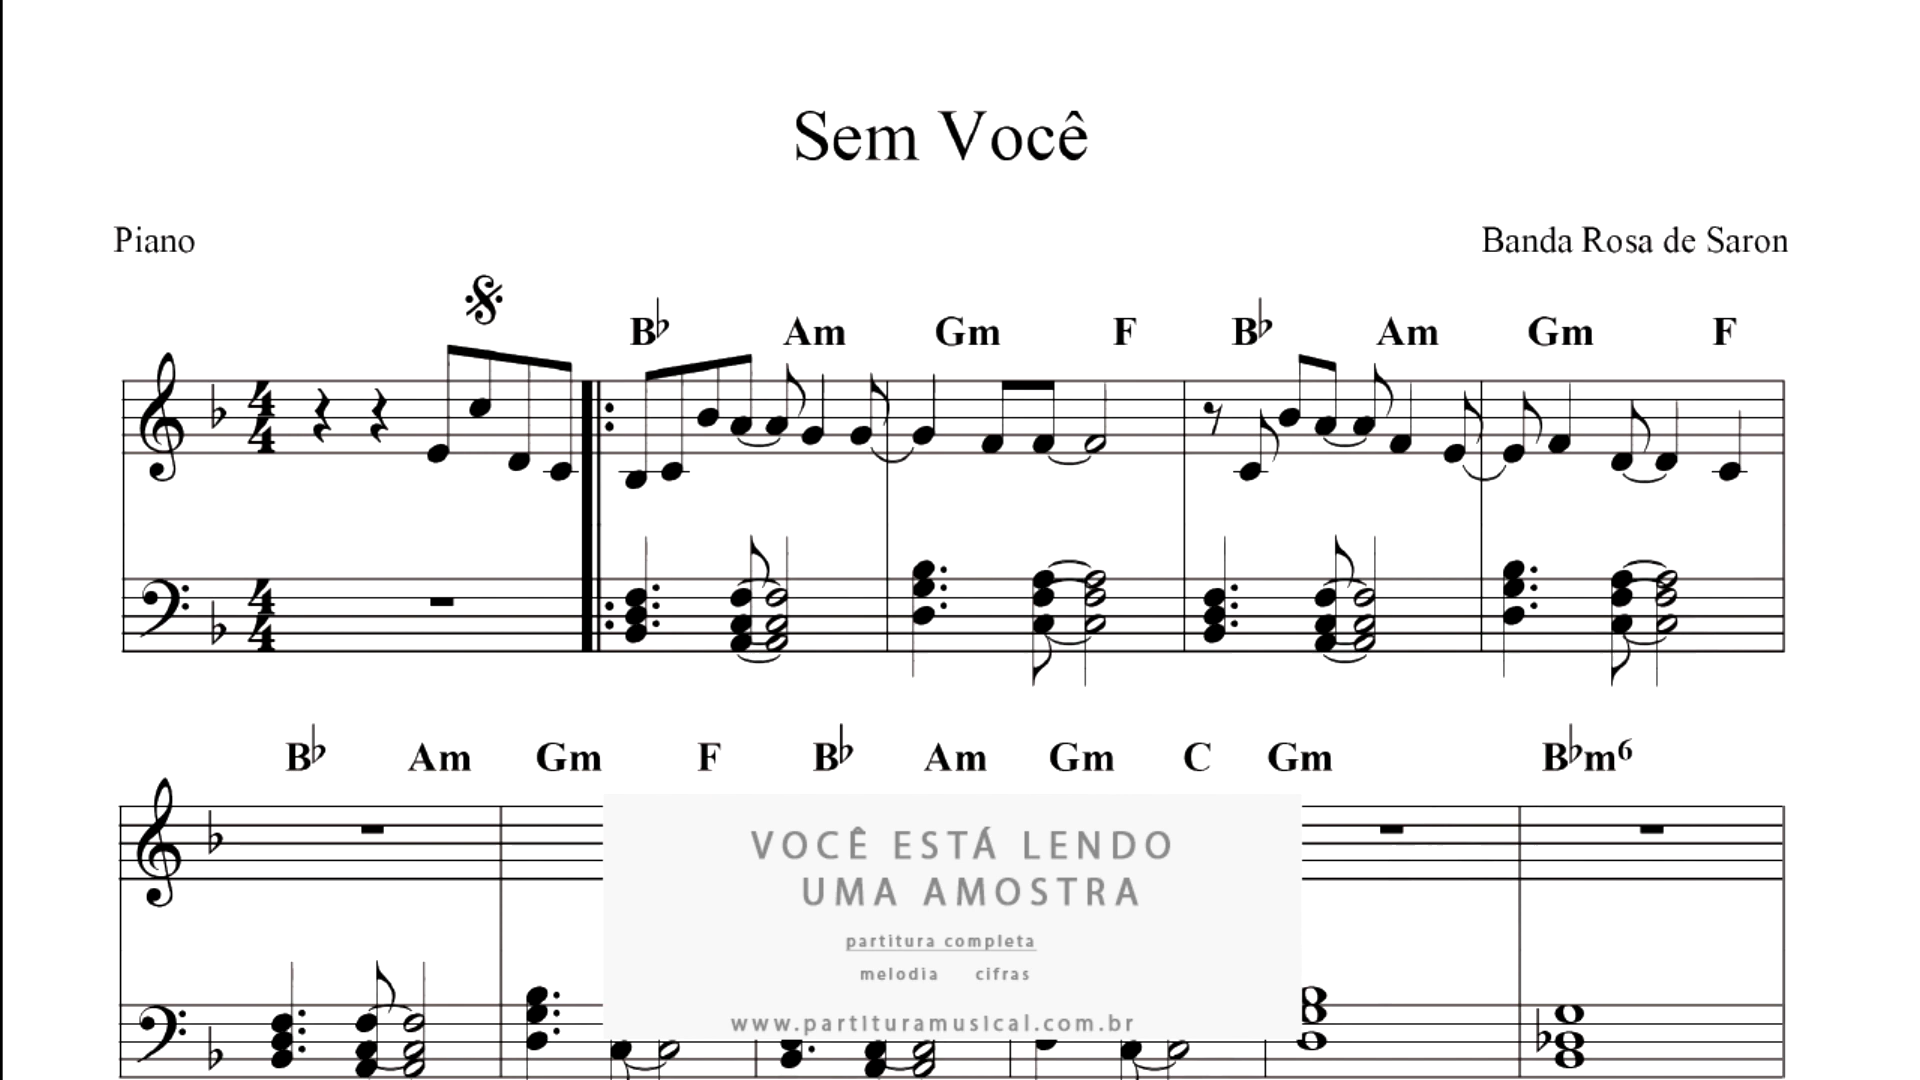 Sem Você
Piano
Banda Rosa de Saron
B♭ Am Gm F B♭ Am Gm F
B♭ Am Gm F B♭ Am Gm C Gm B♭m6
VOCÊ ESTÁ LENDO
UMA AMOSTRA
partitura completa
melodia cifras
www.partituramusical.com.br